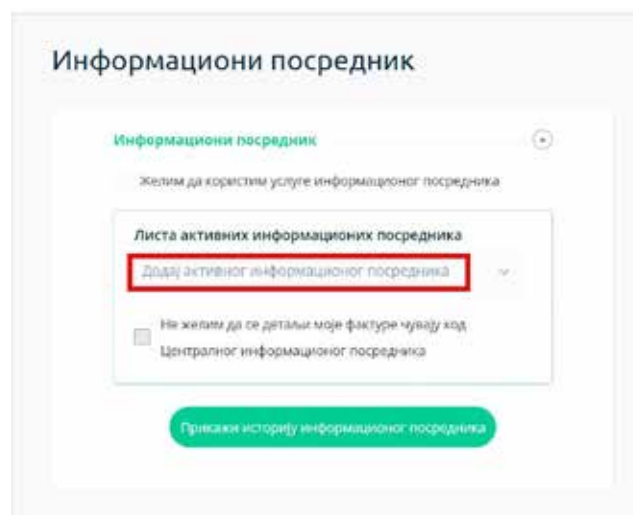 Информациони посредник
Информациони посредник
Желим да користим услуге информационог посредника
Листа активних информационих посредника
Додај активног информационог посредника
Не желим да се детаљи моје фактуре чувају код
Централног информационог посредника
Прикажи историју информационог посредника